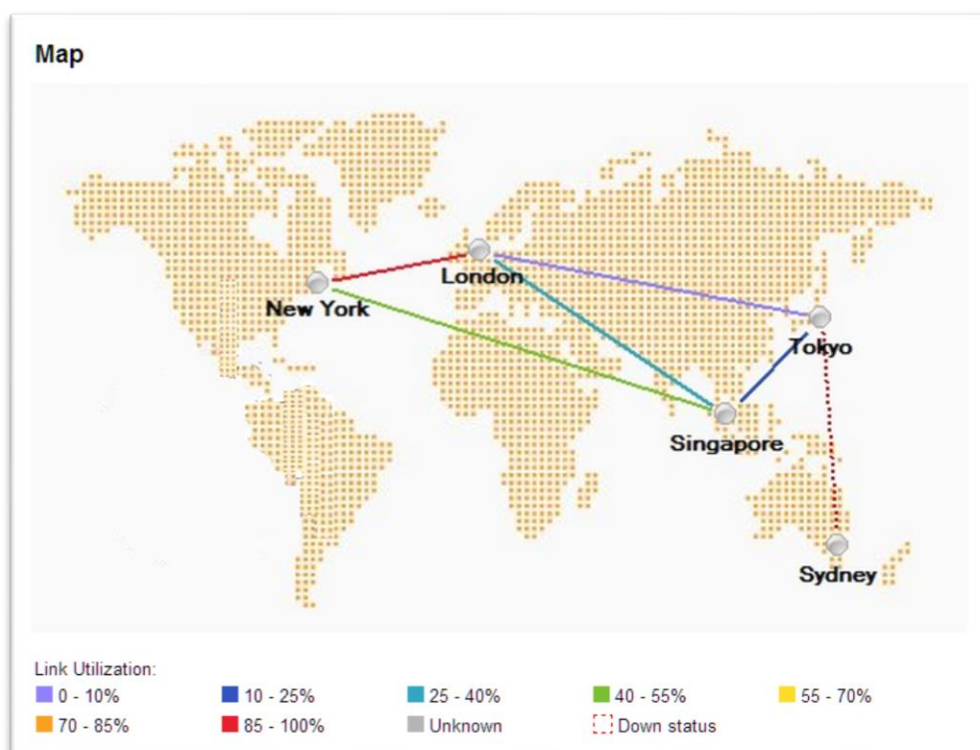 Map
London
New York
Tokyo
Singapore
Sydney
Link Utilization:
0 - 10% 10 - 25% 25 - 40% 40 - 55% 55 - 70%
70 - 85% 85 - 100% Unknown Down status